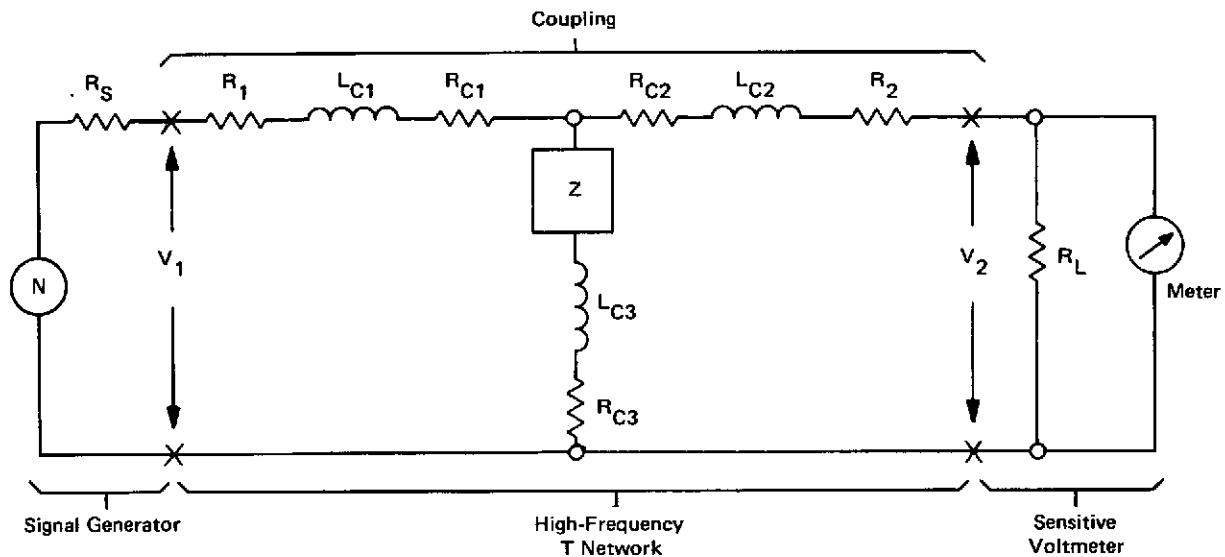 Coupling
R_S
R_1
L_C1
R_C1
R_C2
L_C2
R_2
Z
N
V_1
V_2
R_L
Meter
L_C3
R_C3
Signal Generator
High-Frequency
T Network
Sensitive
Voltmeter